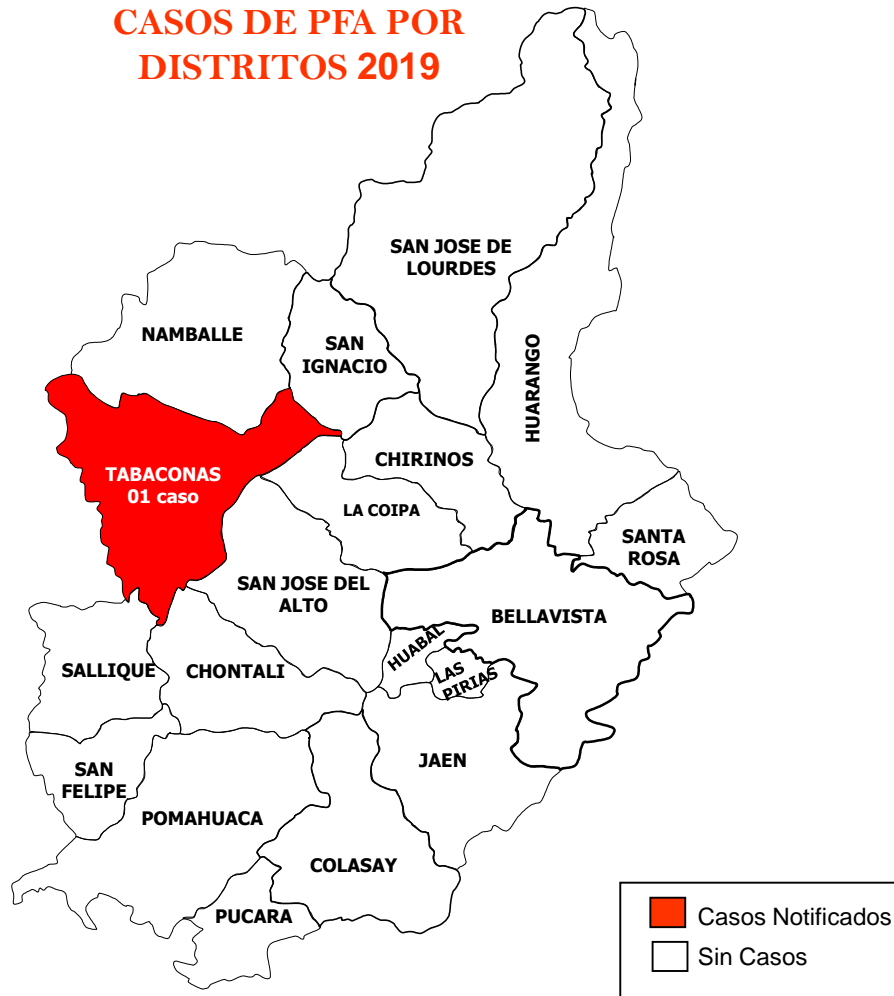 CASOS DE PFA POR
DISTRITOS 2019
SAN JOSE DE
LOURDES
NAMBALLE
SAN
IGNACIO
HUARANGO
CHIRINOS
TABACONAS
01 caso
LA COIPA
SANTA
ROSA
SAN JOSE DEL
ALTO
BELLAVISTA
HUABAL
LAS
PIRIAS
SALLIQUE
CHONTALI
JAEN
SAN
FELIPE
POMAHUACA
COLASAY
PUCARA
Casos Notificados
Sin Casos